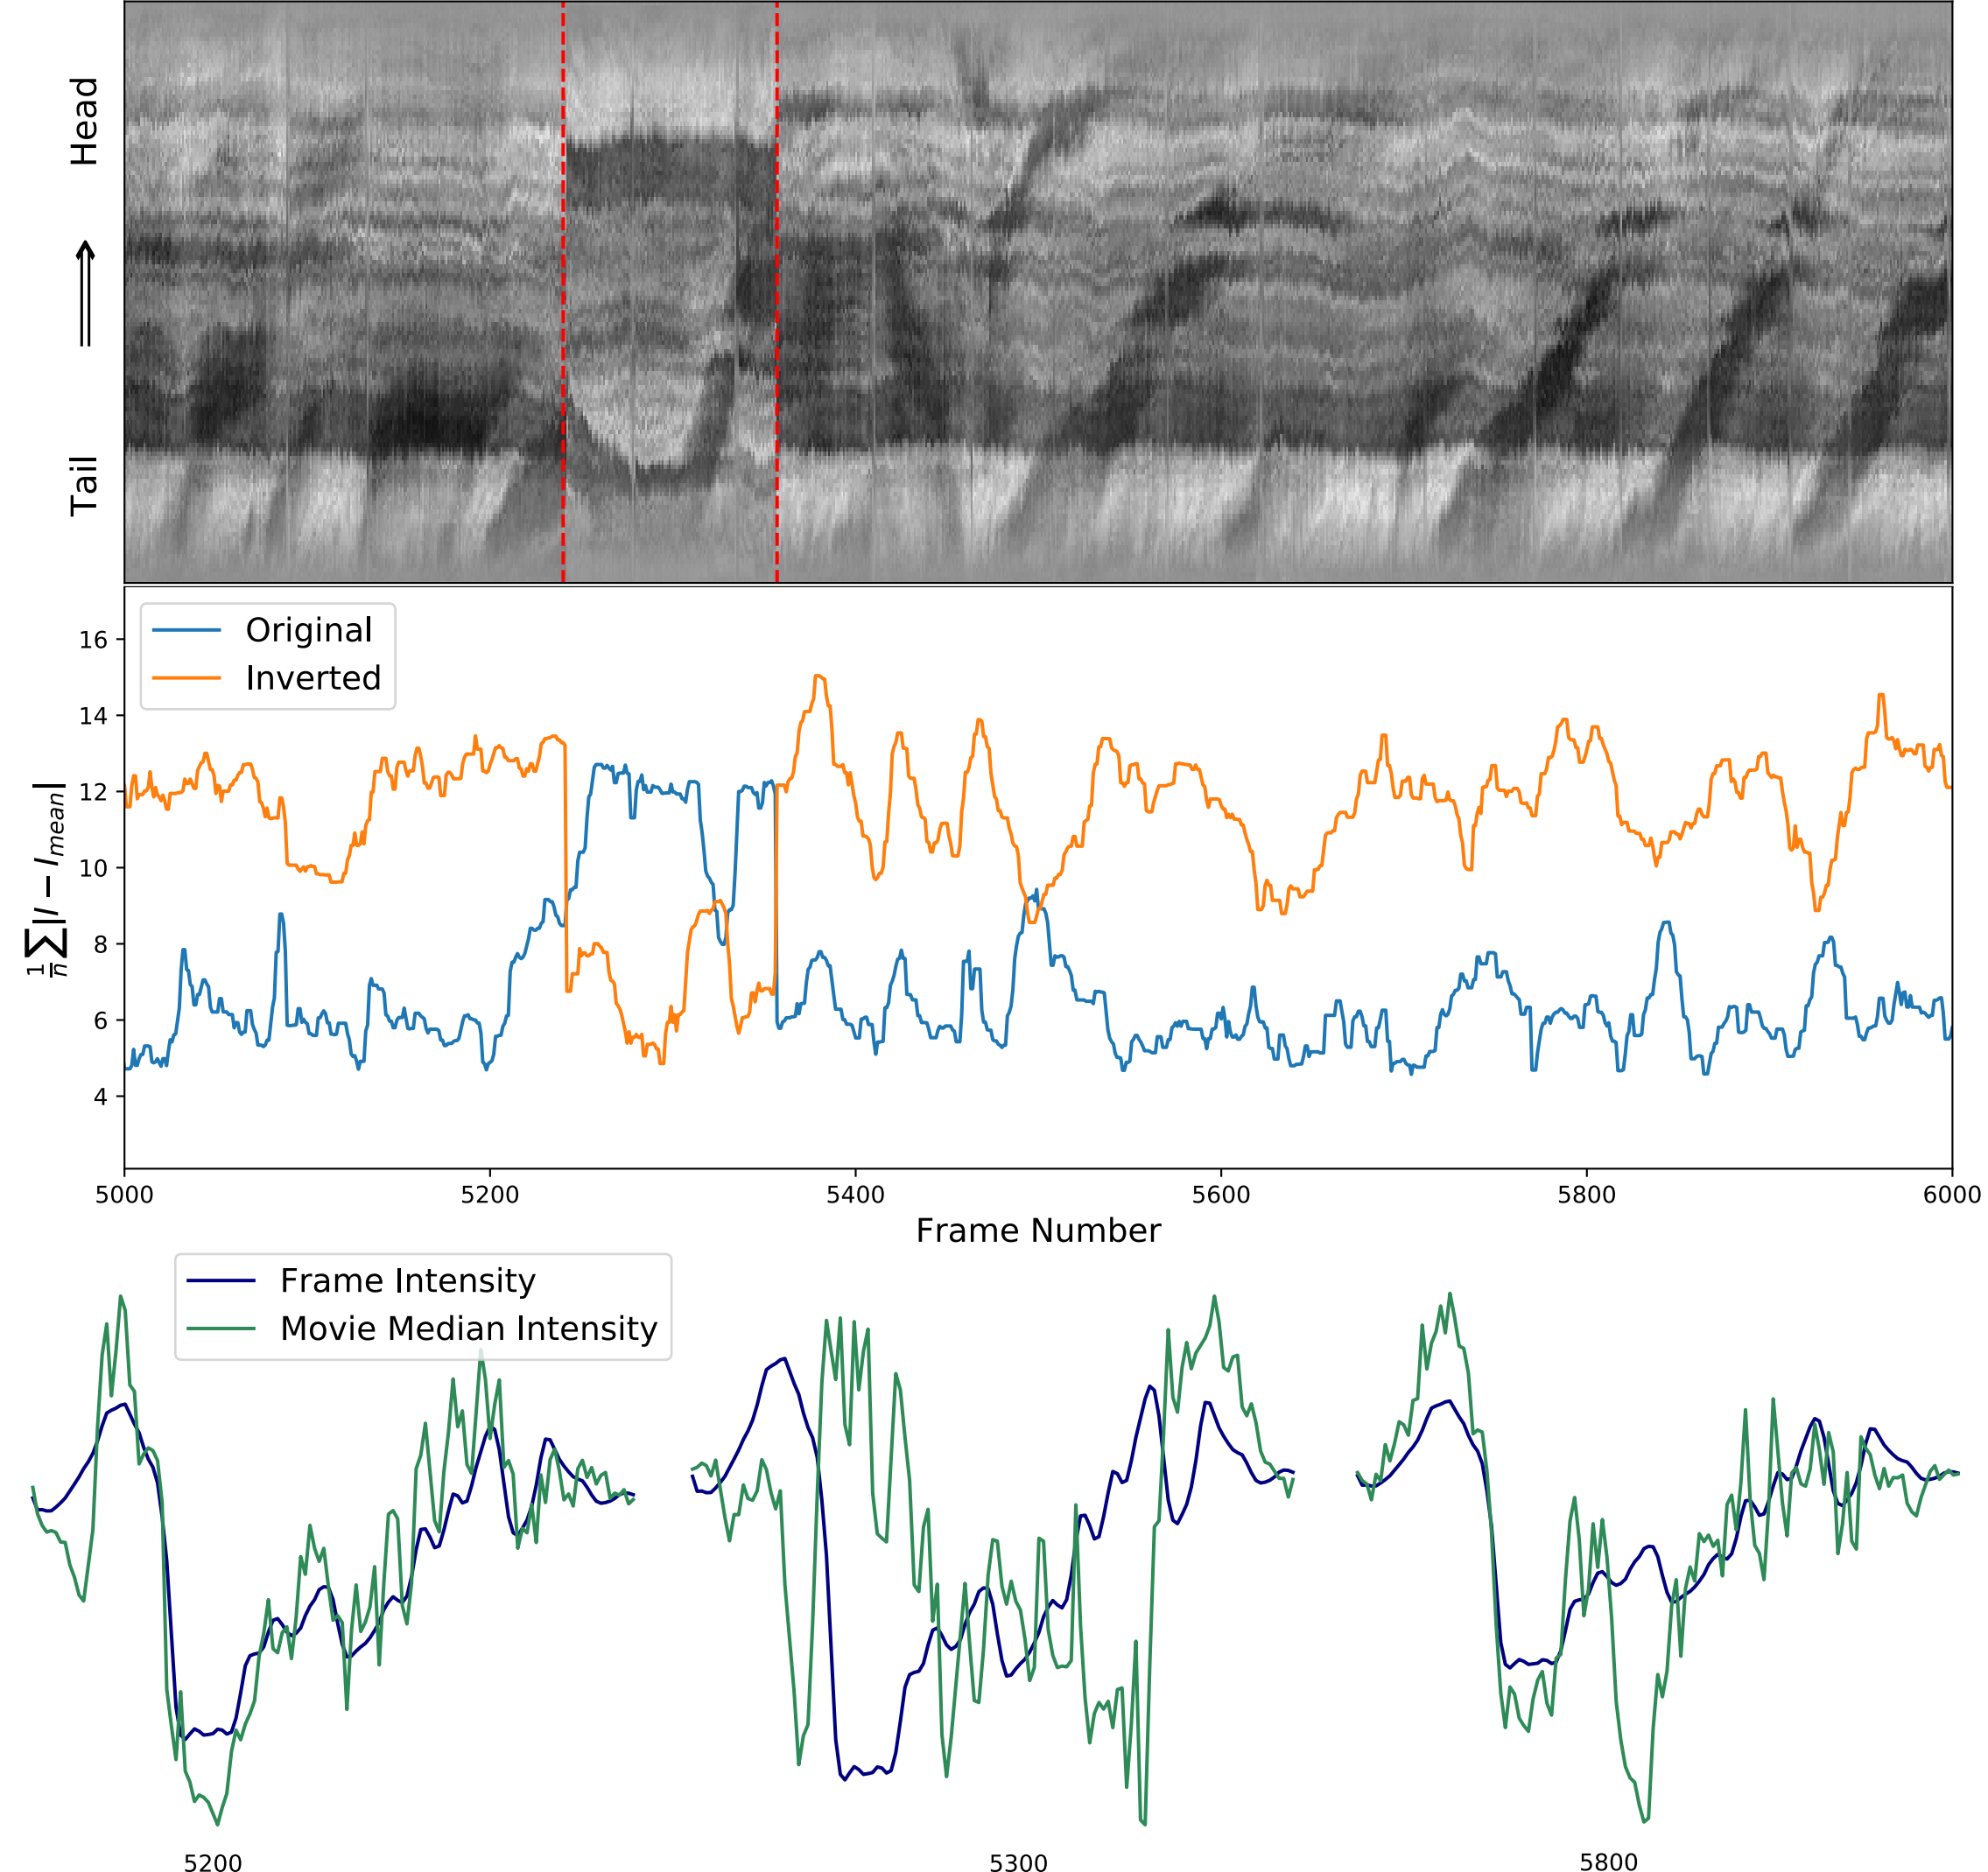 Head
⟹
Tail
Original
Inverted
16
14
12
10
8
6
4
$\frac{1}{n}\sum|I - I_{mean}|$
5000 5200 5400 5600 5800 6000
Frame Number
Frame Intensity
Movie Median Intensity
5200 5300 5800